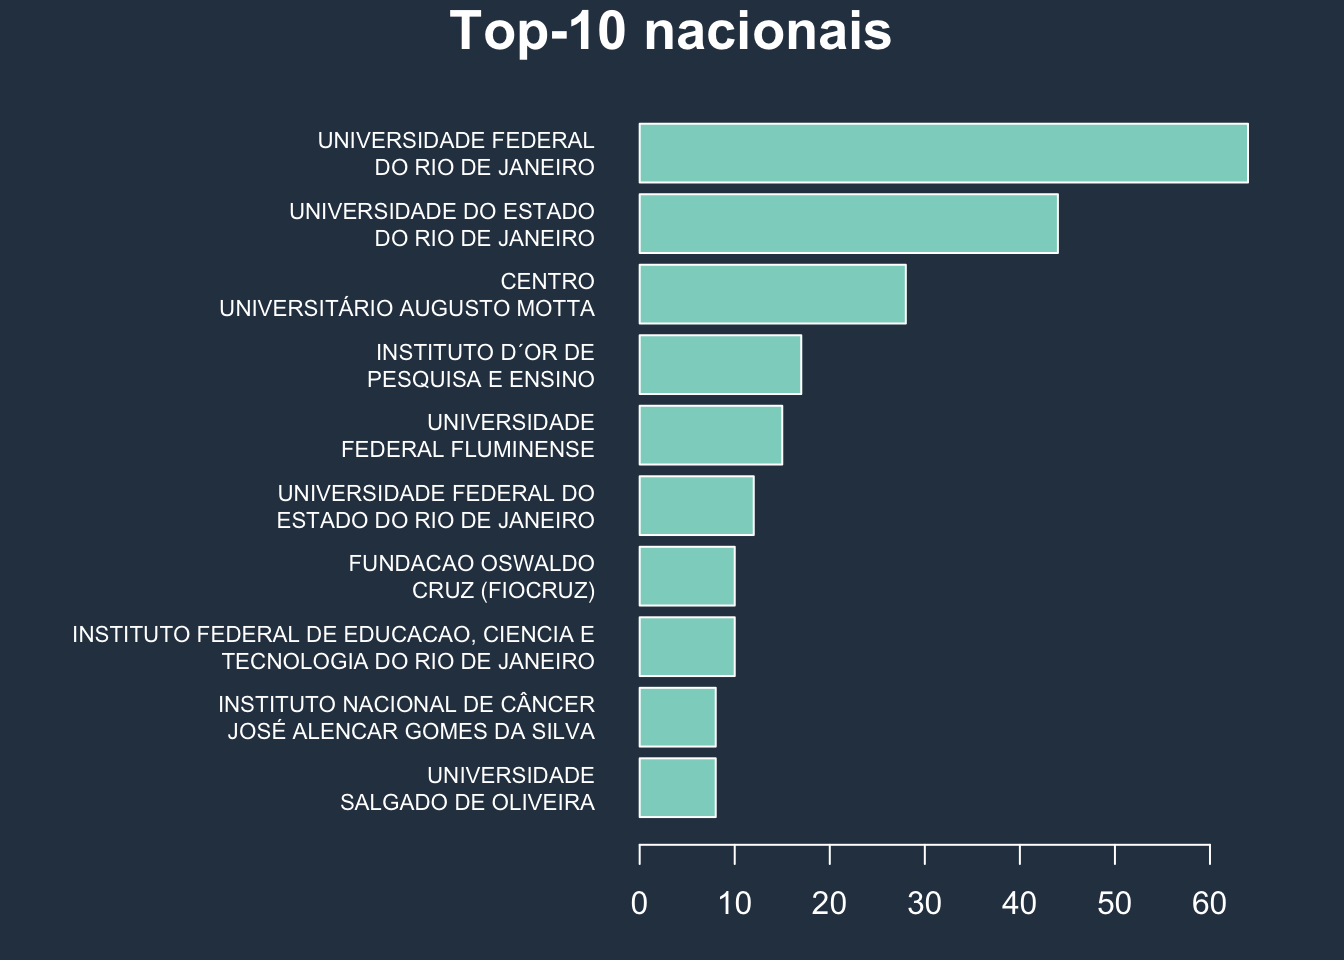 Top-10 nacionais
UNIVERSIDADE FEDERAL
DO RIO DE JANEIRO
UNIVERSIDADE DO ESTADO
DO RIO DE JANEIRO
CENTRO
UNIVERSITÁRIO AUGUSTO MOTTA
INSTITUTO D´OR DE
PESQUISA E ENSINO
UNIVERSIDADE
FEDERAL FLUMINENSE
UNIVERSIDADE FEDERAL DO
ESTADO DO RIO DE JANEIRO
FUNDACAO OSWALDO
CRUZ (FIOCRUZ)
INSTITUTO FEDERAL DE EDUCACAO, CIENCIA E
TECNOLOGIA DO RIO DE JANEIRO
INSTITUTO NACIONAL DE CÂNCER
JOSÉ ALENCAR GOMES DA SILVA
UNIVERSIDADE
SALGADO DE OLIVEIRA
0 10 20 30 40 50 60